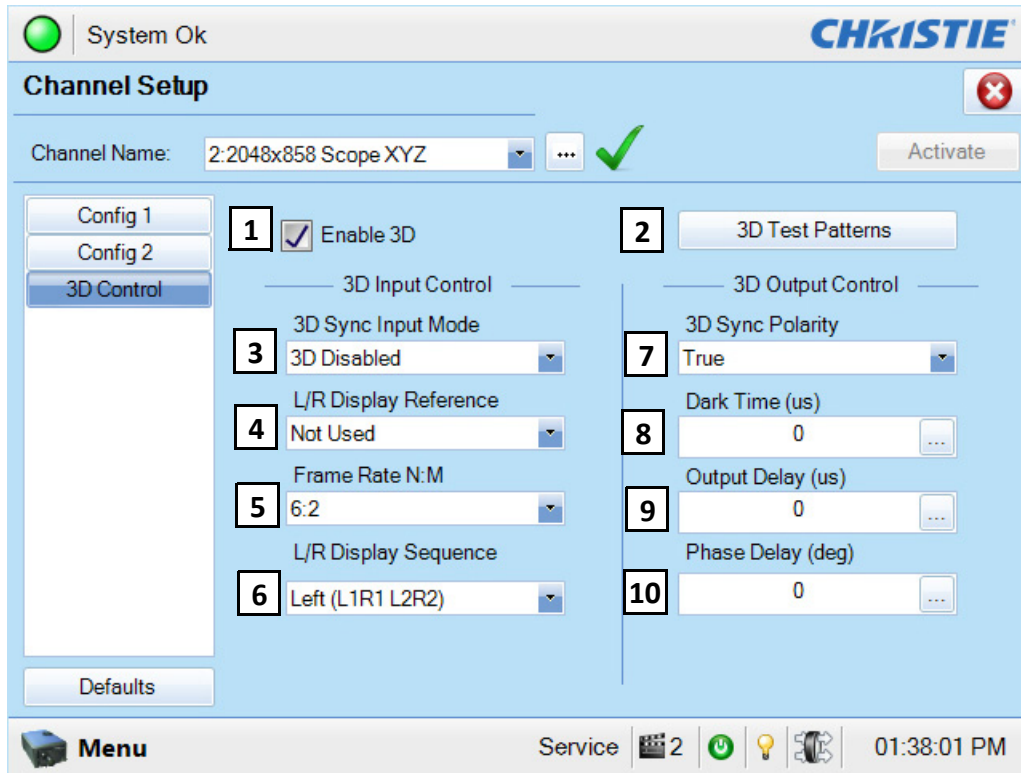 System Ok
CHRISTIE
Channel Setup
Channel Name:
2:2048x858 Scope XYZ
...
Activate
Config 1
Config 2
3D Control
1
Enable 3D
2
3D Test Patterns
3D Input Control
3D Output Control
3D Sync Input Mode
3
3D Disabled
3D Sync Polarity
7
True
L/R Display Reference
4
Not Used
Dark Time (us)
8
0
...
Frame Rate N:M
5
6:2
Output Delay (us)
9
0
...
L/R Display Sequence
6
Left (L1R1 L2R2)
Phase Delay (deg)
10
0
...
Defaults
Menu
Service
2
01:38:01 PM